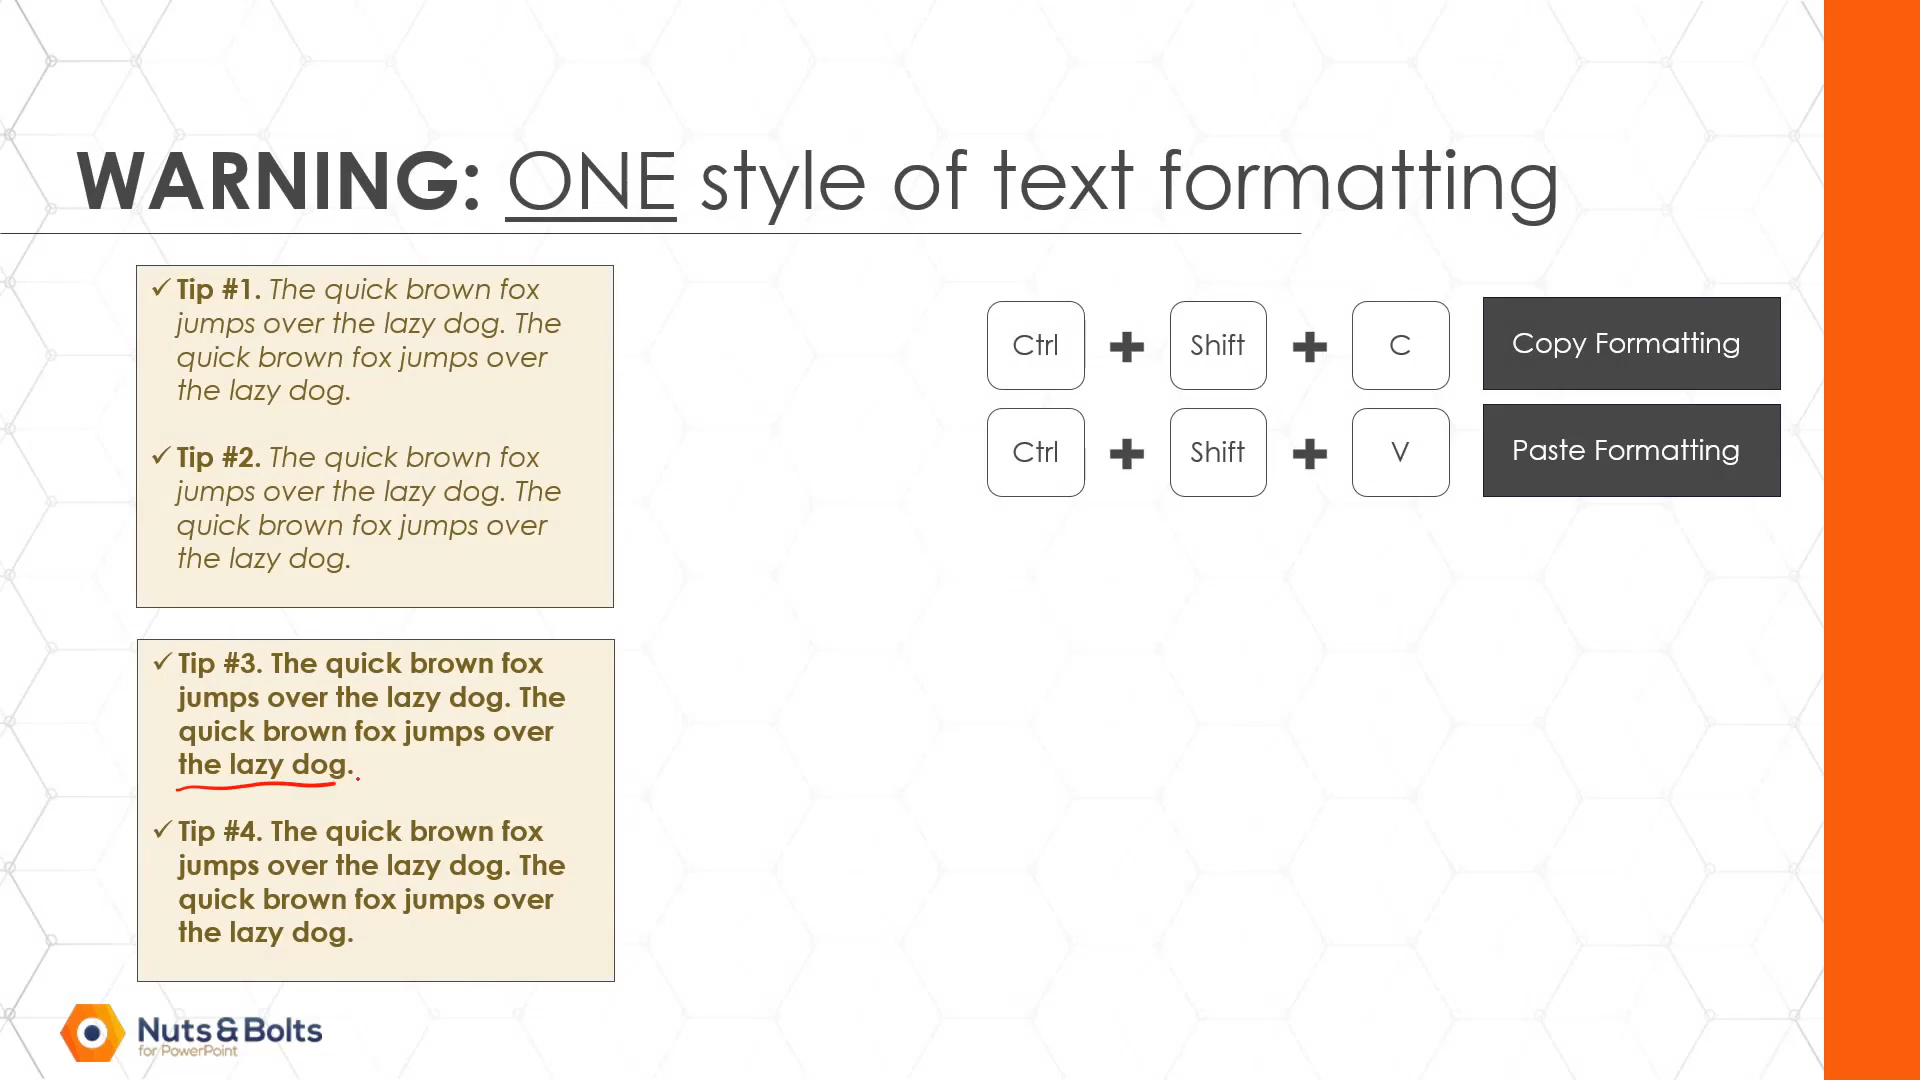 WARNING: ONE style of text formatting
✓ Tip #1. The quick brown fox
jumps over the lazy dog. The
quick brown fox jumps over
the lazy dog.
✓ Tip #2. The quick brown fox
jumps over the lazy dog. The
quick brown fox jumps over
the lazy dog.
✓ Tip #3. The quick brown fox
jumps over the lazy dog. The
quick brown fox jumps over
the lazy dog.
✓ Tip #4. The quick brown fox
jumps over the lazy dog. The
quick brown fox jumps over
the lazy dog.
Ctrl + Shift + C Copy Formatting
Ctrl + Shift + V Paste Formatting
Nuts & Bolts
for PowerPoint